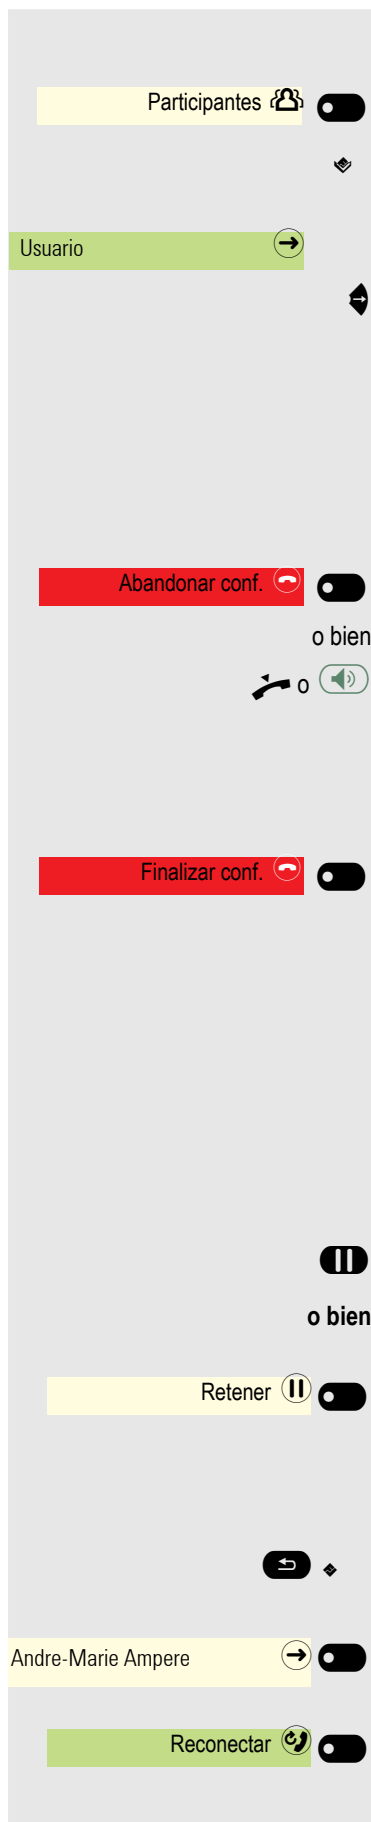 Participantes
Usuario
Abandonar conf.
o bien
o
Finalizar conf.
o bien
Retener
Andre-Marie Ampere
Reconectar